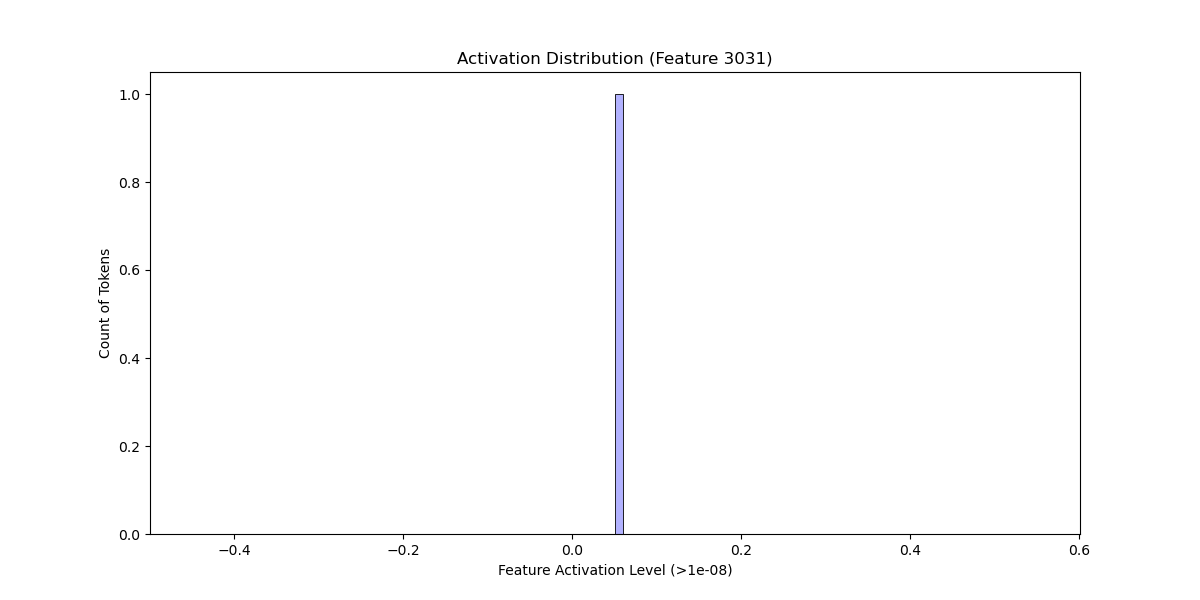 Activation Distribution (Feature 3031)
1.0
0.8
0.6
0.4
0.2
0.0
Count of Tokens
−0.4 −0.2 0.0 0.2 0.4 0.6
Feature Activation Level (>1e-08)